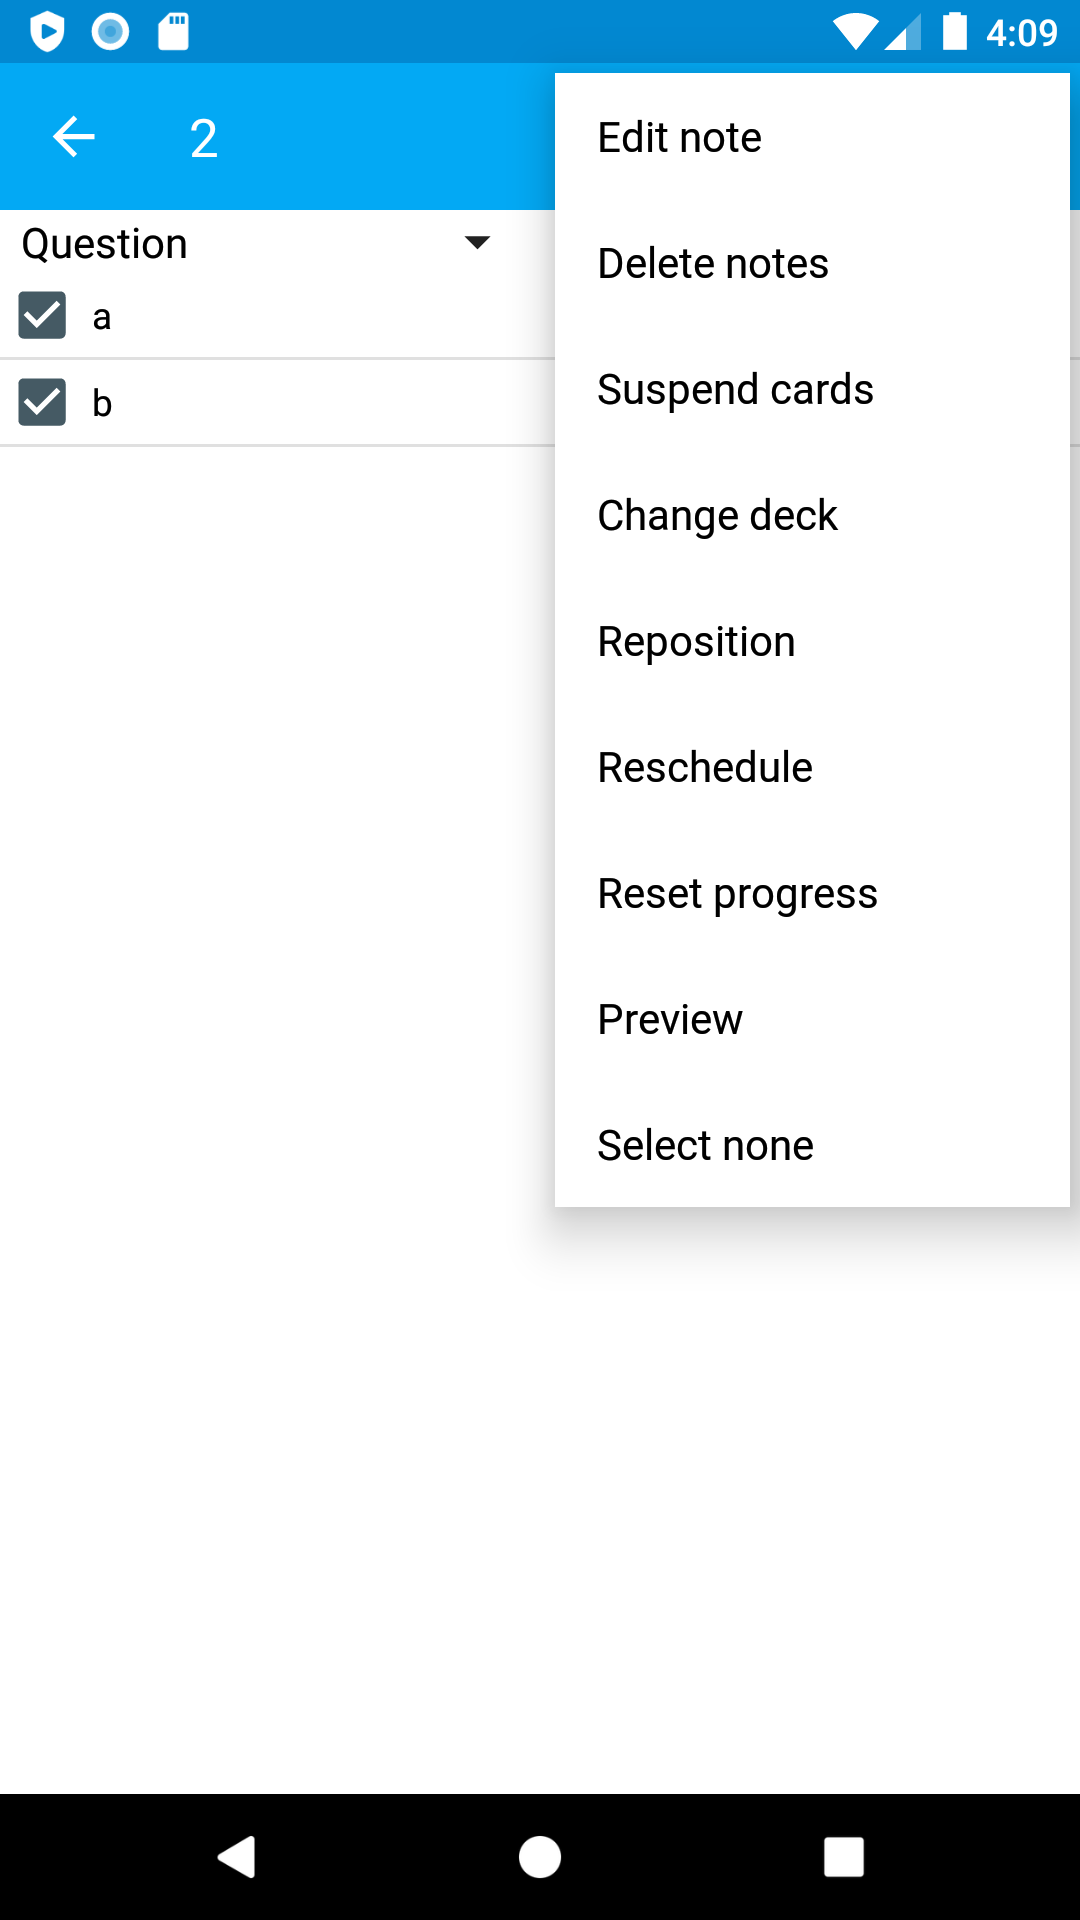 4:09
2
Question
a
b
Edit note
Delete notes
Suspend cards
Change deck
Reposition
Reschedule
Reset progress
Preview
Select none